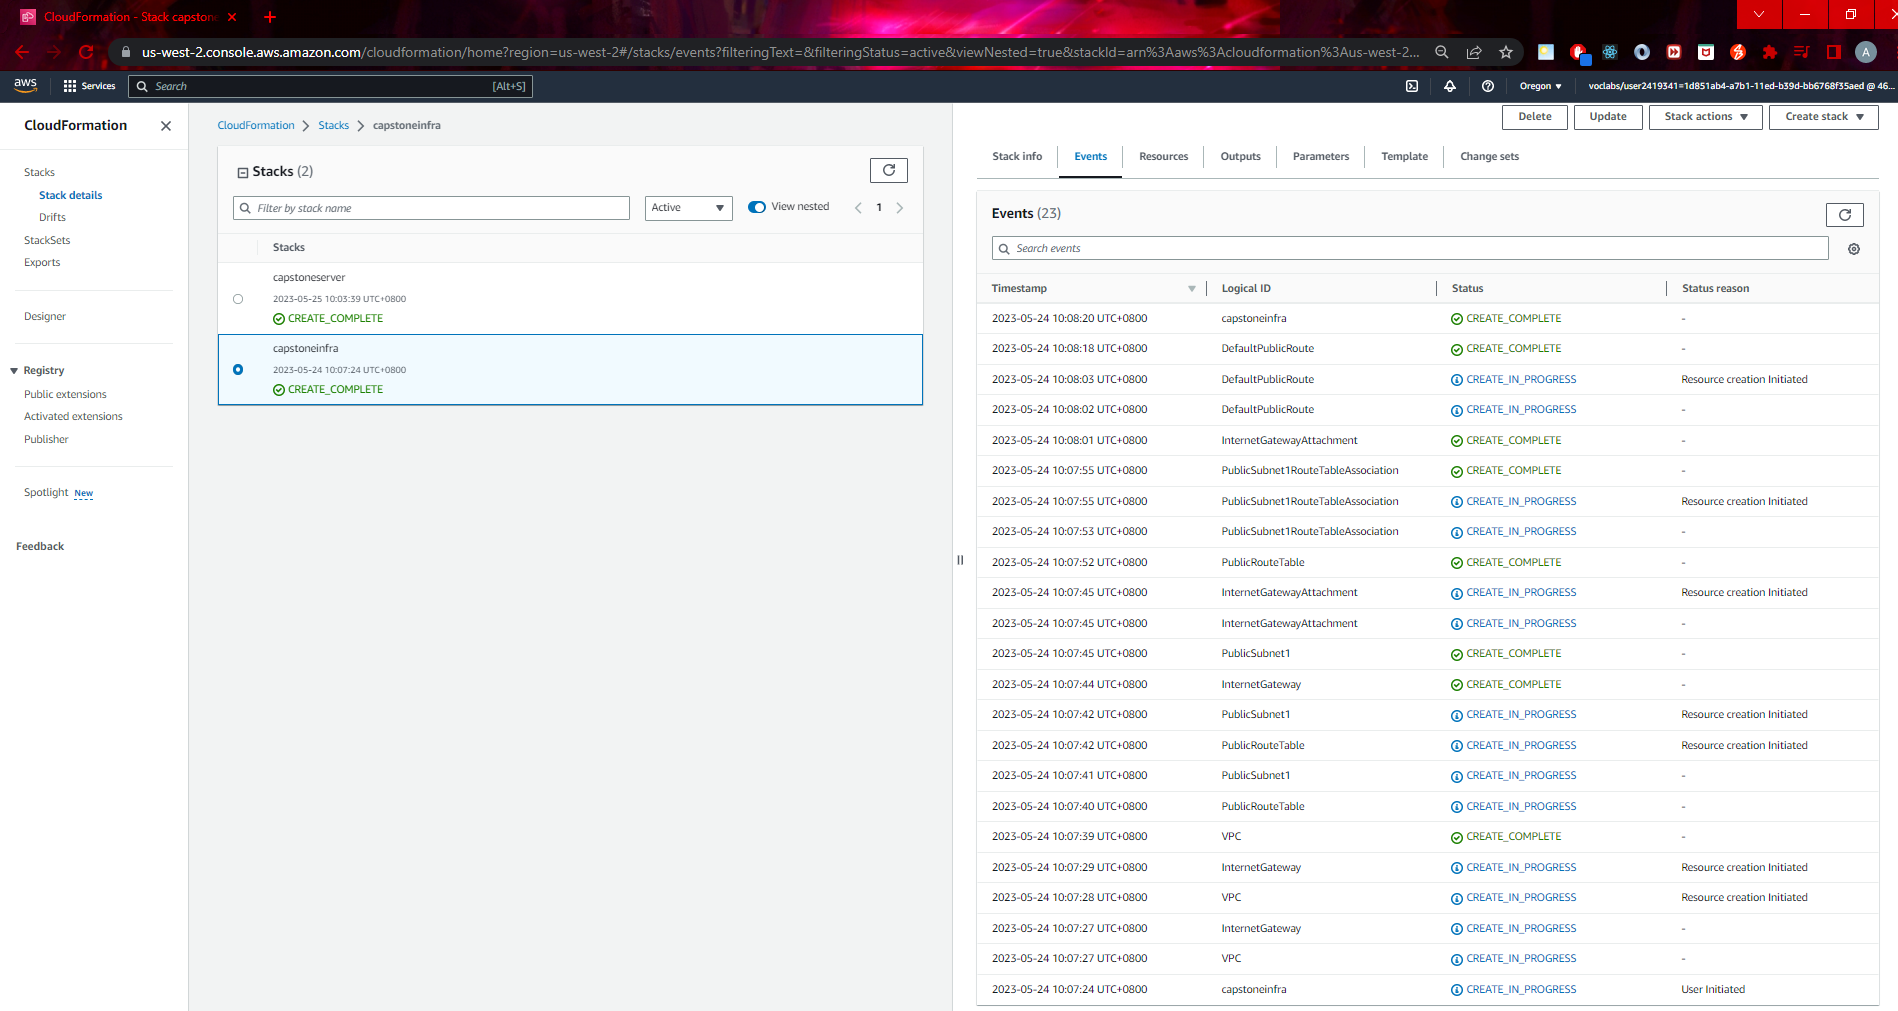 CloudFormation - Stack capstone
us-west-2.console.aws.amazon.com/cloudformation/home?region=us-west-2#/stacks/events?filteringText=&filteringStatus=active&viewNested=true&stackId=arn%3Aaws%3Acloudformation%3Aus-west-2...
A
aws
Services
Search
[Alt+S]
Oregon
voclabs/user2419341=1d851ab4-a7b1-11ed-b39d-bb6768f35aed @ 46...
CloudFormation
Stacks
Stack details
Drifts
StackSets
Exports
Designer
Registry
Public extensions
Activated extensions
Publisher
Spotlight New
Feedback
CloudFormation > Stacks > capstoneinfra
Stacks (2)
Filter by stack name
Active
View nested
1
Stacks
capstoneserver
2023-05-25 10:03:39 UTC+0800
CREATE_COMPLETE
capstoneinfra
2023-05-24 10:07:24 UTC+0800
CREATE_COMPLETE
Delete
Update
Stack actions
Create stack
Stack info
Events
Resources
Outputs
Parameters
Template
Change sets
Events (23)
Search events
Timestamp Logical ID Status Status reason
2023-05-24 10:08:20 UTC+0800 capstoneinfra CREATE_COMPLETE -
2023-05-24 10:08:18 UTC+0800 DefaultPublicRoute CREATE_COMPLETE -
2023-05-24 10:08:03 UTC+0800 DefaultPublicRoute CREATE_IN_PROGRESS Resource creation Initiated
2023-05-24 10:08:02 UTC+0800 DefaultPublicRoute CREATE_IN_PROGRESS -
2023-05-24 10:08:01 UTC+0800 InternetGatewayAttachment CREATE_COMPLETE -
2023-05-24 10:07:55 UTC+0800 PublicSubnet1RouteTableAssociation CREATE_COMPLETE -
2023-05-24 10:07:55 UTC+0800 PublicSubnet1RouteTableAssociation CREATE_IN_PROGRESS Resource creation Initiated
2023-05-24 10:07:53 UTC+0800 PublicSubnet1RouteTableAssociation CREATE_IN_PROGRESS -
2023-05-24 10:07:52 UTC+0800 PublicRouteTable CREATE_COMPLETE -
2023-05-24 10:07:45 UTC+0800 InternetGatewayAttachment CREATE_IN_PROGRESS Resource creation Initiated
2023-05-24 10:07:45 UTC+0800 InternetGatewayAttachment CREATE_IN_PROGRESS -
2023-05-24 10:07:45 UTC+0800 PublicSubnet1 CREATE_COMPLETE -
2023-05-24 10:07:44 UTC+0800 InternetGateway CREATE_COMPLETE -
2023-05-24 10:07:42 UTC+0800 PublicSubnet1 CREATE_IN_PROGRESS Resource creation Initiated
2023-05-24 10:07:42 UTC+0800 PublicRouteTable CREATE_IN_PROGRESS Resource creation Initiated
2023-05-24 10:07:41 UTC+0800 PublicSubnet1 CREATE_IN_PROGRESS -
2023-05-24 10:07:40 UTC+0800 PublicRouteTable CREATE_IN_PROGRESS -
2023-05-24 10:07:39 UTC+0800 VPC CREATE_COMPLETE -
2023-05-24 10:07:29 UTC+0800 InternetGateway CREATE_IN_PROGRESS Resource creation Initiated
2023-05-24 10:07:28 UTC+0800 VPC CREATE_IN_PROGRESS Resource creation Initiated
2023-05-24 10:07:27 UTC+0800 InternetGateway CREATE_IN_PROGRESS -
2023-05-24 10:07:27 UTC+0800 VPC CREATE_IN_PROGRESS -
2023-05-24 10:07:24 UTC+0800 capstoneinfra CREATE_IN_PROGRESS User Initiated